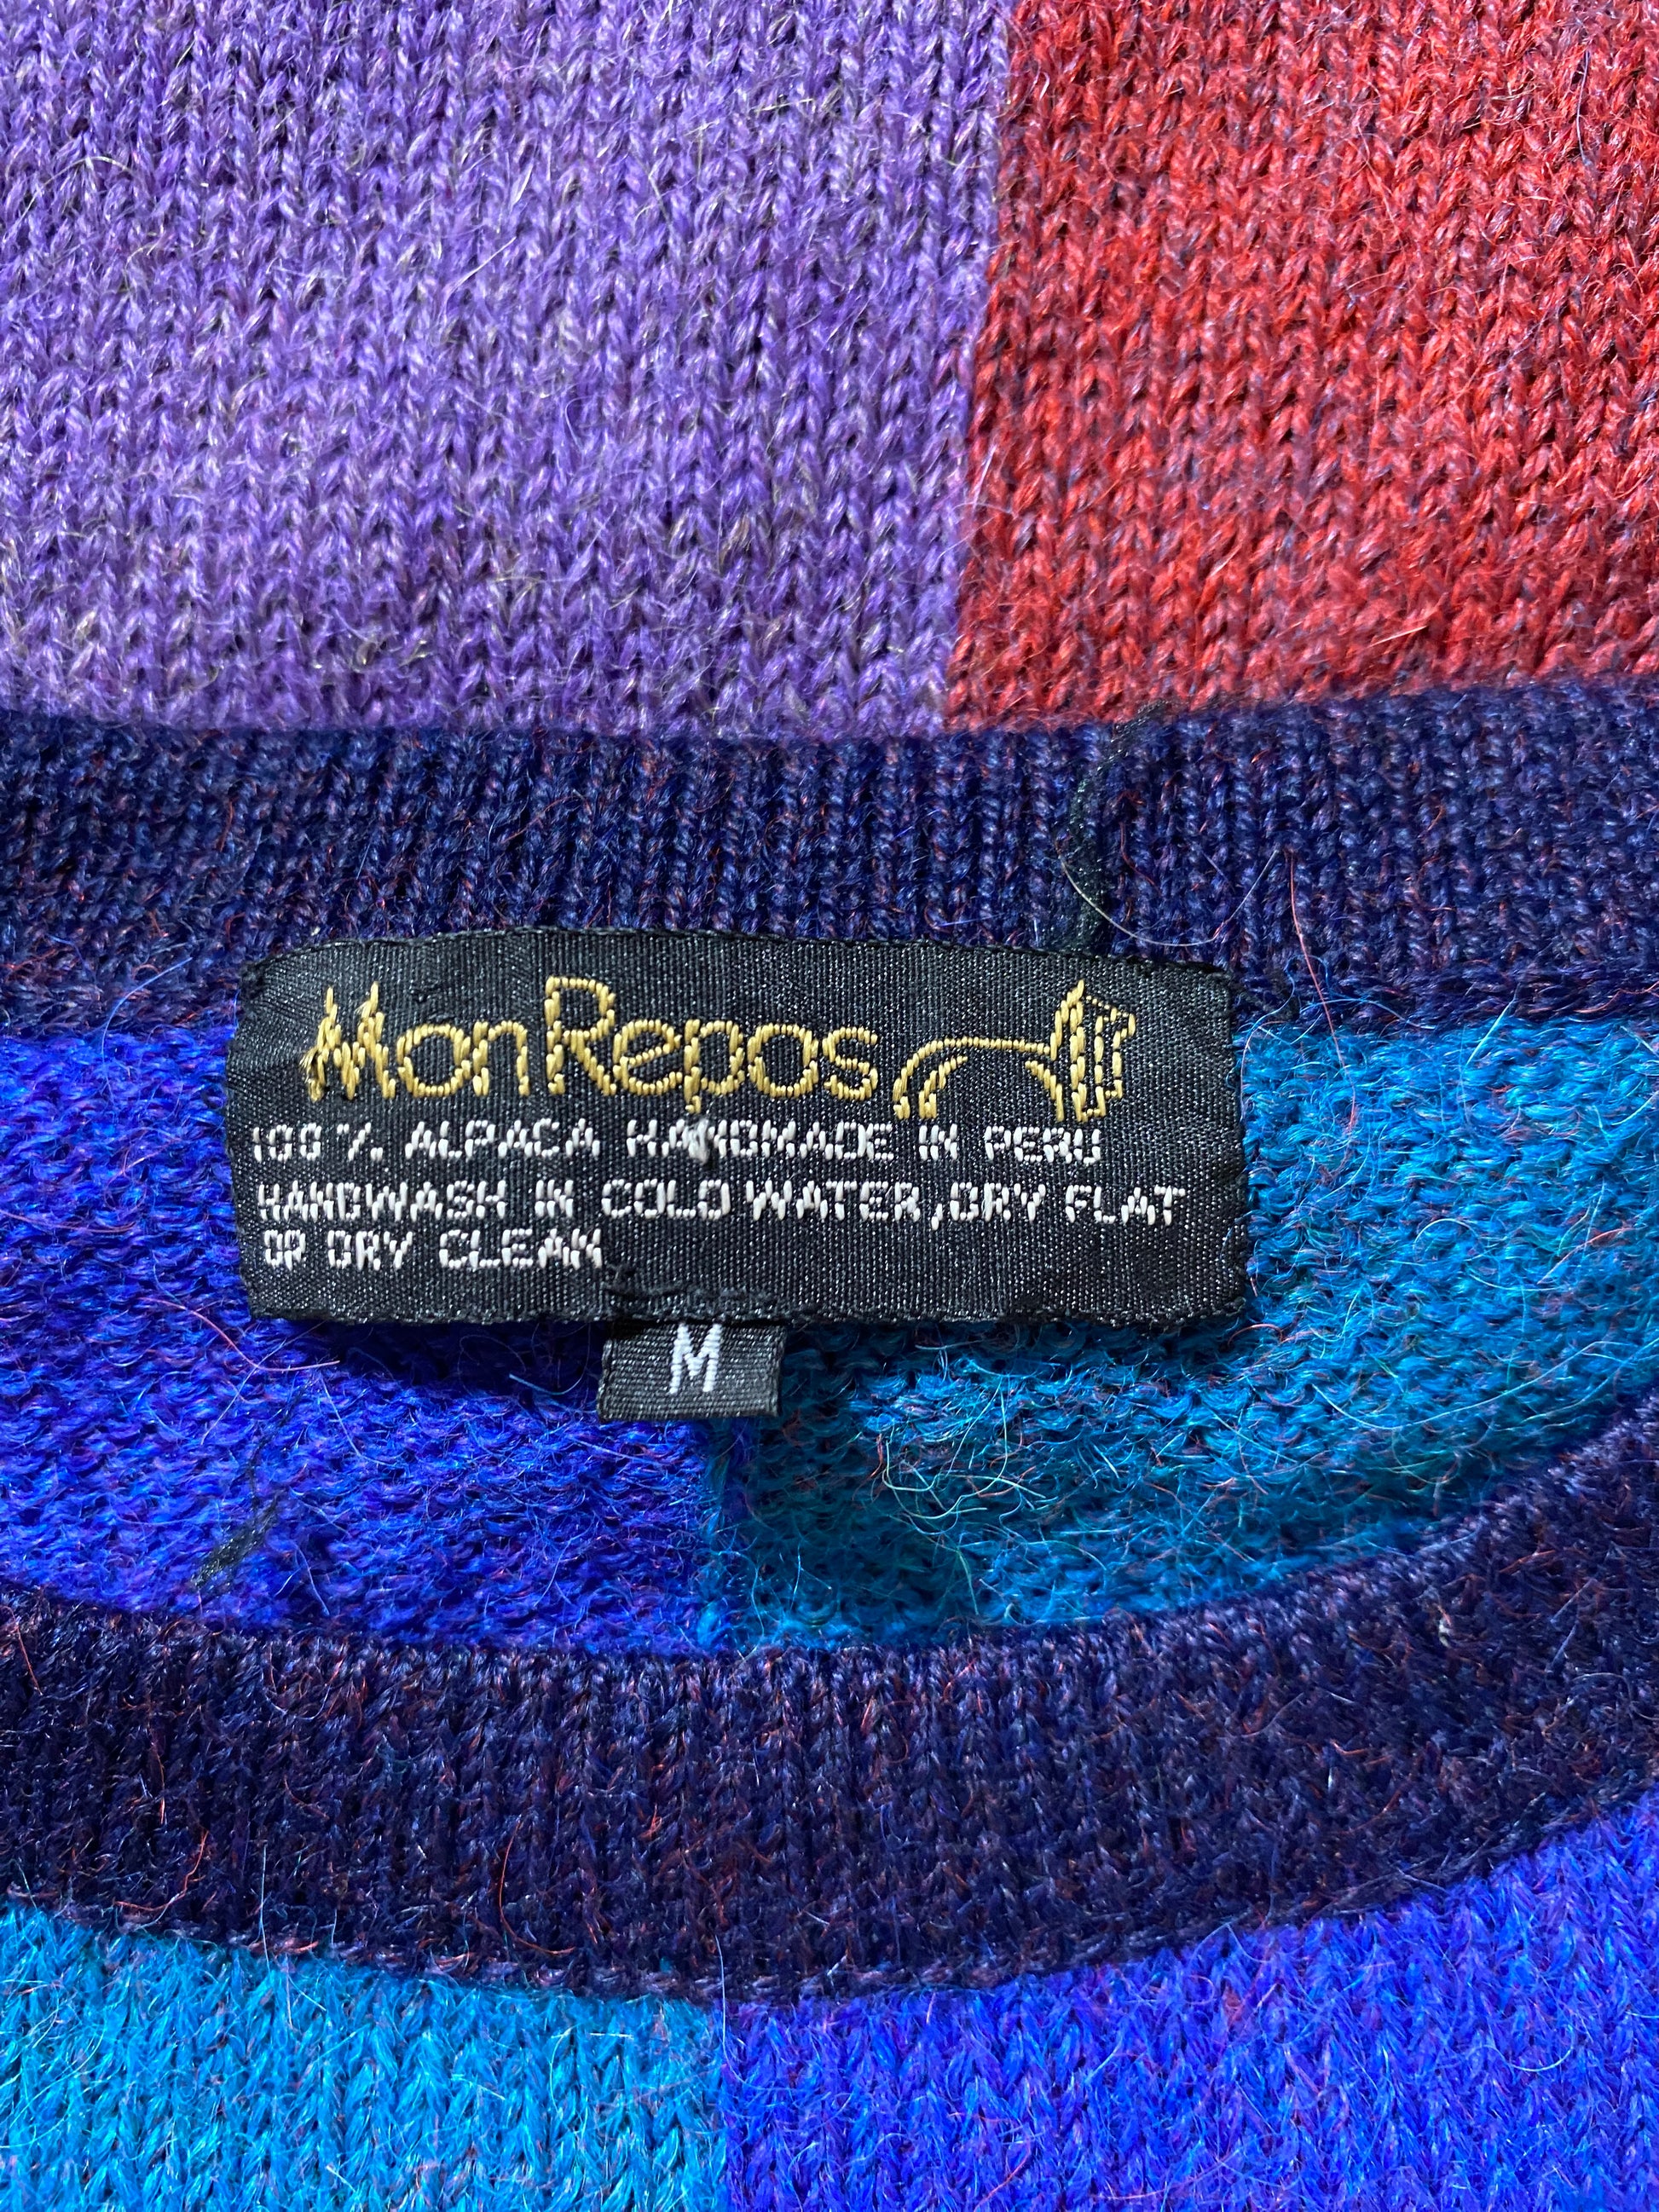 Mon Repos
100% ALPACA HANDMADE IN PERU
HANDWASH IN COLD WATER, DRY FLAT
OR DRY CLEAN
M